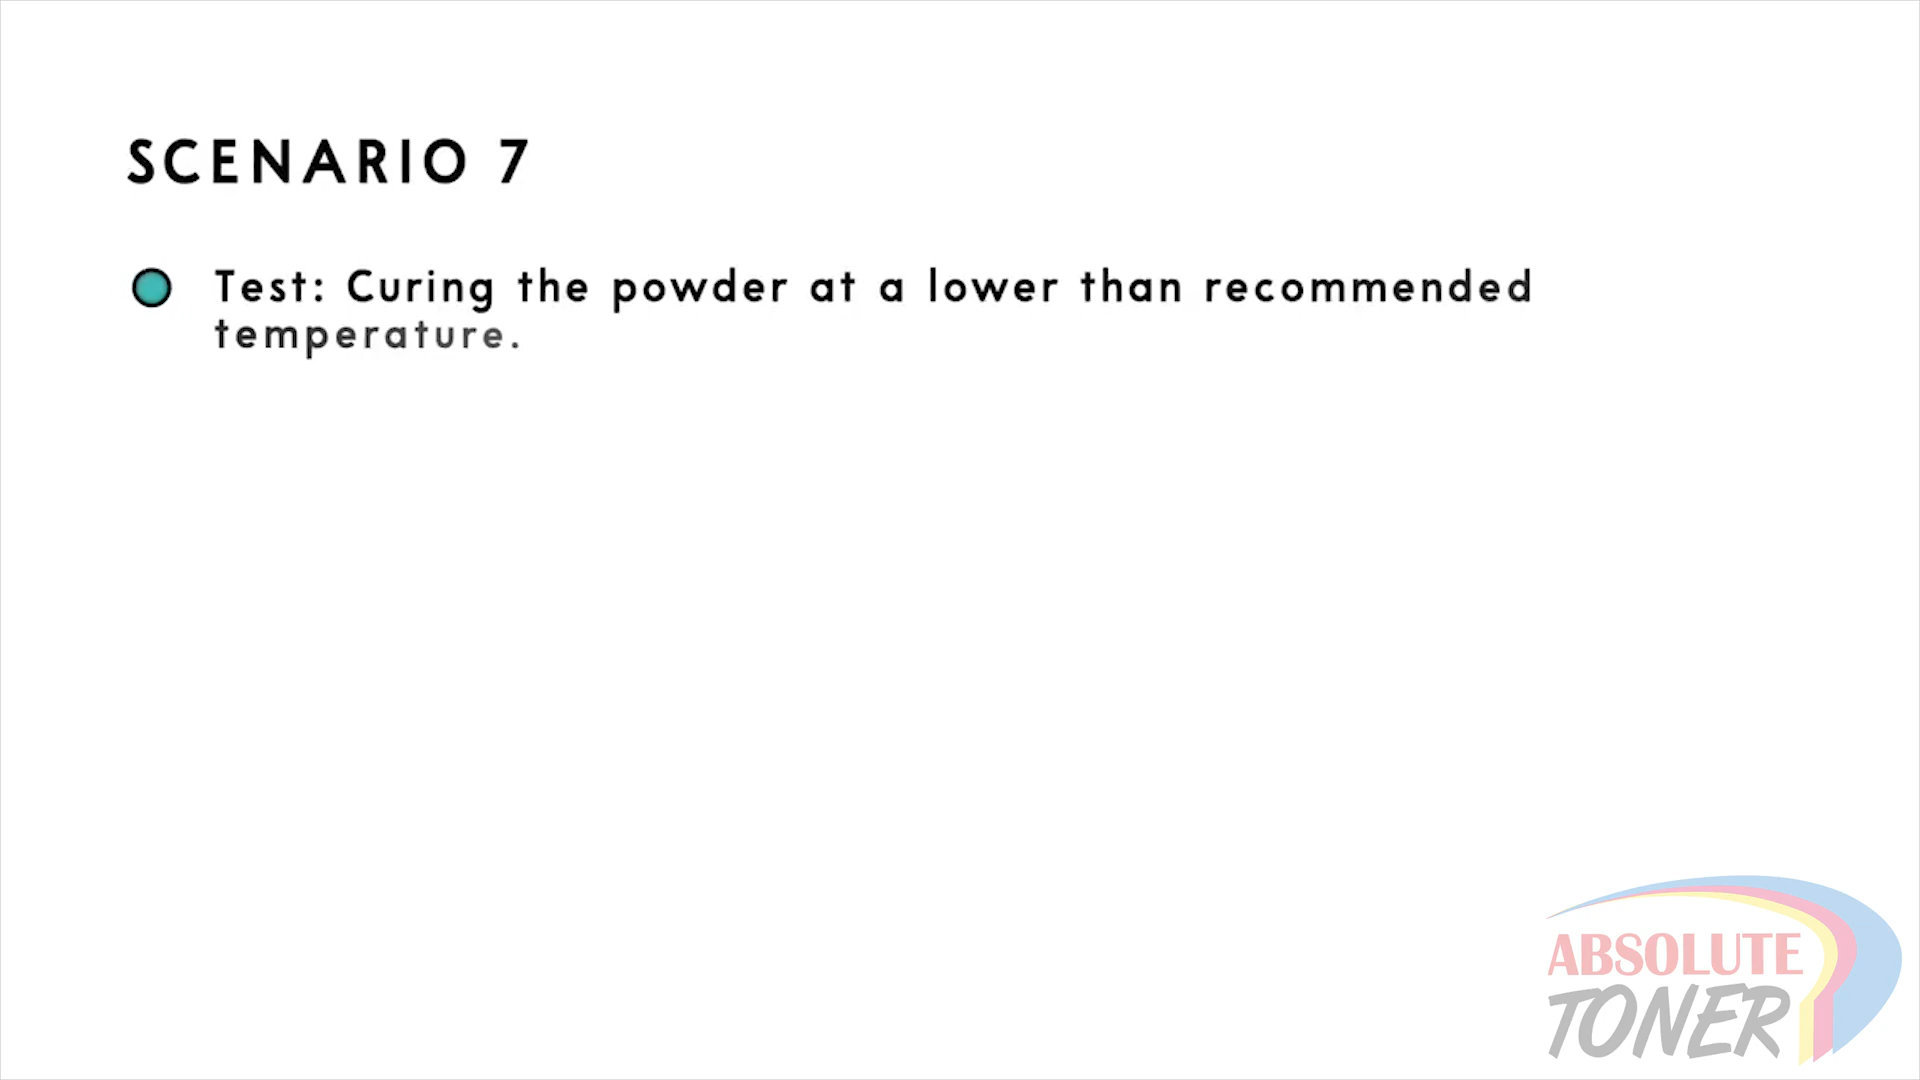 SCENARIO 7
Test: Curing the powder at a lower than recommended
temperature.
ABSOLUTE
TONER